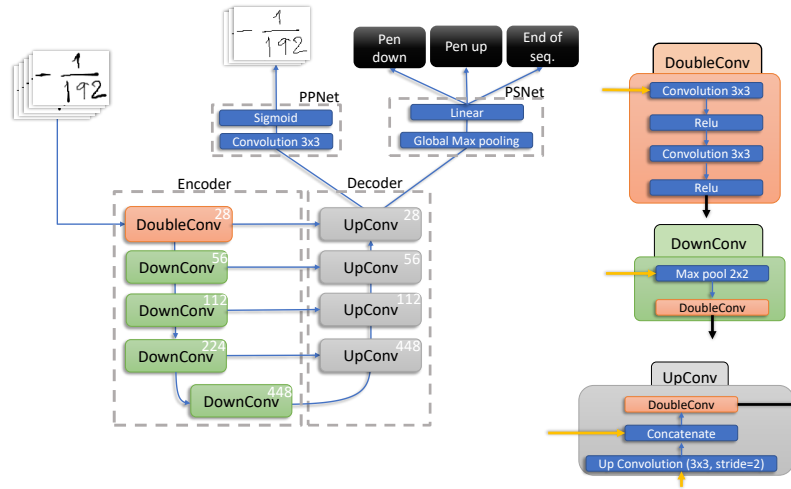 - 1
192
- 1
192
Pen down
Pen up
End of seq.
PPNet
Sigmoid
Convolution 3x3
PSNet
Linear
Global Max pooling
Encoder
Decoder
DoubleConv 28
DownConv 56
DownConv 112
DownConv 224
DownConv 448
UpConv 28
UpConv 56
UpConv 112
UpConv 448
DoubleConv
Convolution 3x3
Relu
Convolution 3x3
Relu
DownConv
Max pool 2x2
DoubleConv
UpConv
DoubleConv
Concatenate
Up Convolution (3x3, stride=2)